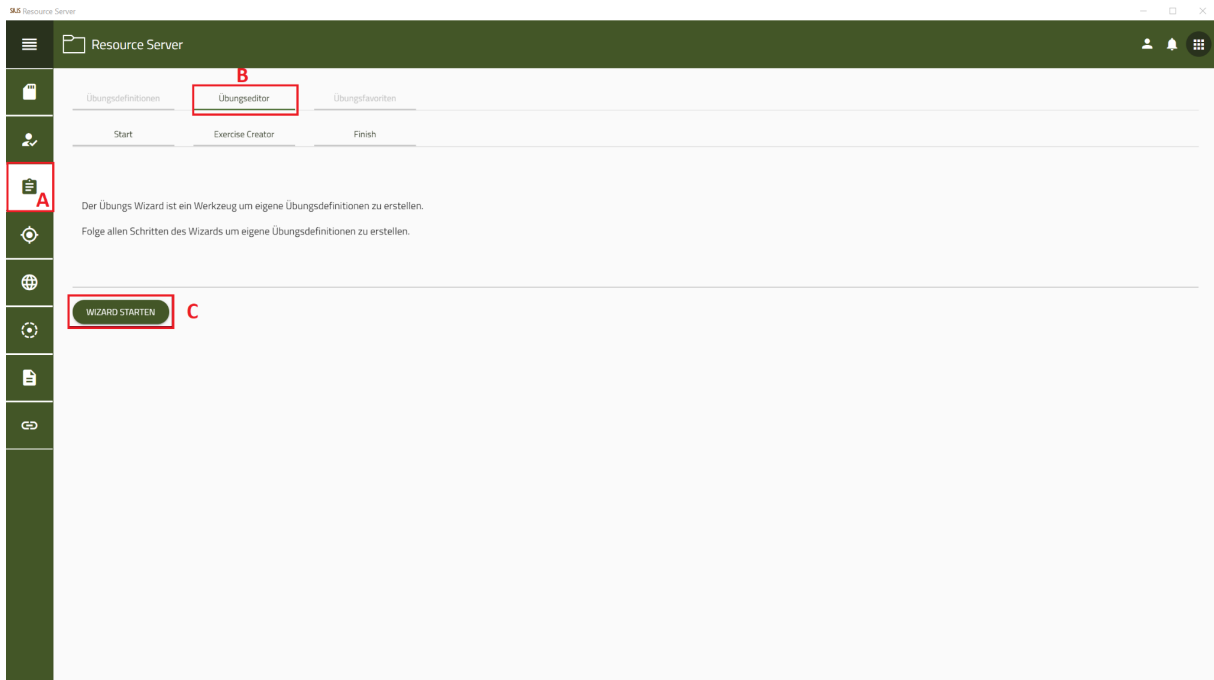 SIUS Resource Server
Resource Server
B
Übungsdefinitionen Übungseditor Übungsfavoriten
Start Exercise Creator Finish
A
Der Übungs Wizard ist ein Werkzeug um eigene Übungsdefinitionen zu erstellen.
Folge allen Schritten des Wizards um eigene Übungsdefinitionen zu erstellen.
WIZARD STARTEN C